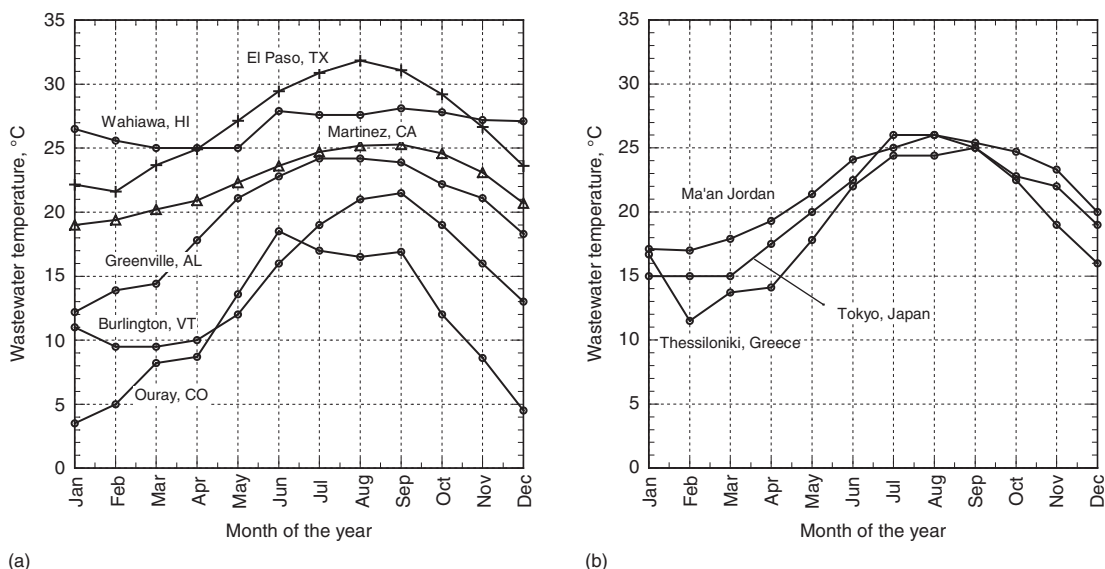 35
30
25
20
15
10
5
0
Wastewater temperature, °C
El Paso, TX
Wahiawa, HI
Martinez, CA
Greenville, AL
Burlington, VT
Ouray, CO
Jan
Feb
Mar
Apr
May
Jun
Jul
Aug
Sep
Oct
Nov
Dec
Month of the year
(a)
35
30
25
20
15
10
5
0
Wastewater temperature, °C
Ma'an Jordan
Tokyo, Japan
Thessiloniki, Greece
Jan
Feb
Mar
Apr
May
Jun
Jul
Aug
Sep
Oct
Nov
Dec
Month of the year
(b)